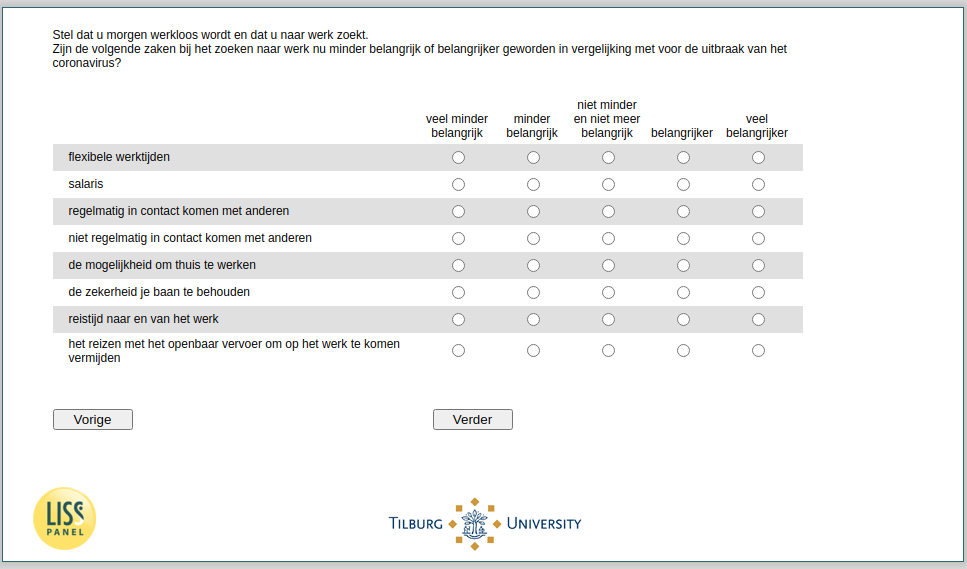 Stel dat u morgen werkloos wordt en dat u naar werk zoekt.
Zijn de volgende zaken bij het zoeken naar werk nu minder belangrijk of belangrijker geworden in vergelijking met voor de uitbraak van het
coronavirus?
veel minder
belangrijk
minder
belangrijk
niet minder
en niet meer
belangrijk
belangrijker
veel
belangrijker
flexibele werktijden
salaris
regelmatig in contact komen met anderen
niet regelmatig in contact komen met anderen
de mogelijkheid om thuis te werken
de zekerheid je baan te behouden
reistijd naar en van het werk
het reizen met het openbaar vervoer om op het werk te komen
vermijden
Vorige
Verder
LISS
PANEL
TILBURG UNIVERSITY